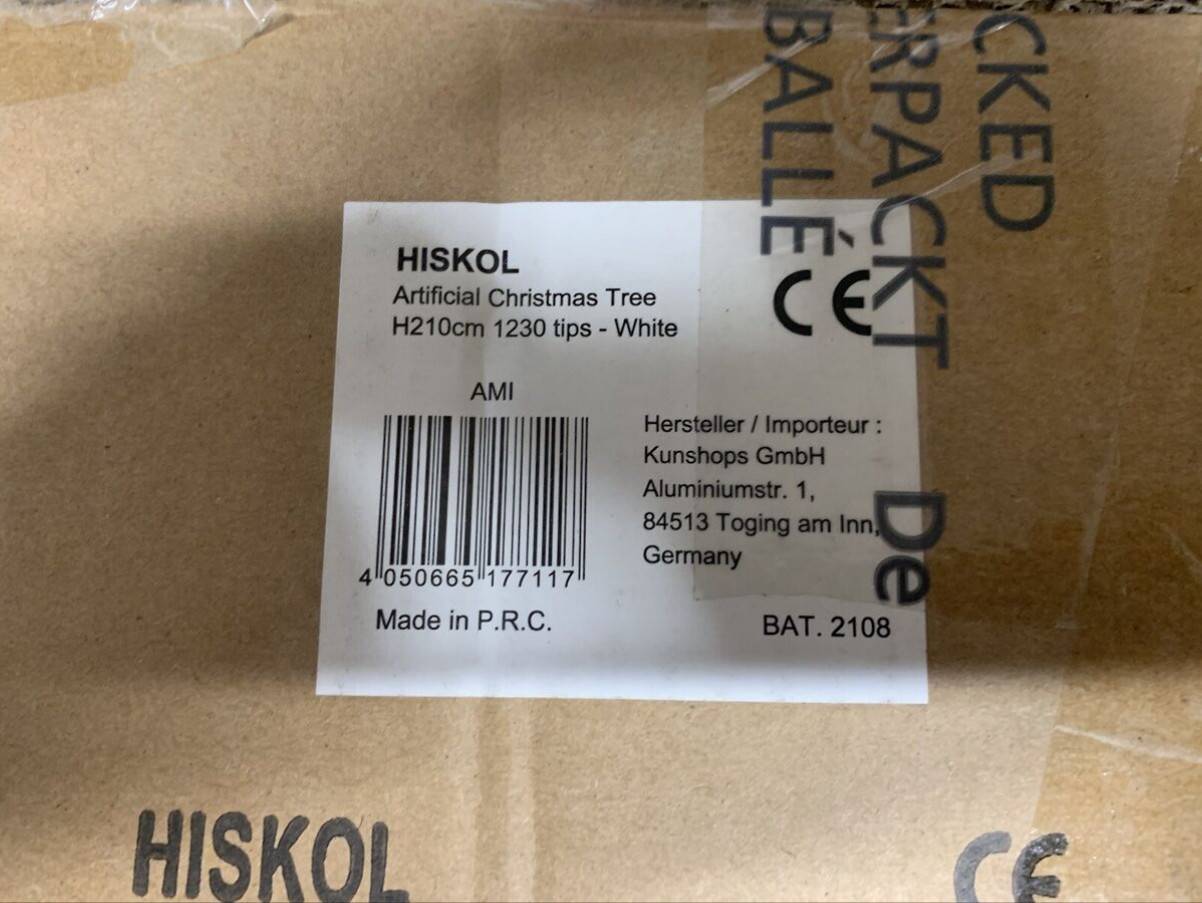 CKED
ERPACKT De
BALLÉ
HISKOL
Artificial Christmas Tree
H210cm 1230 tips - White
CE
AMI
4 050665 177117
Hersteller / Importeur :
Kunshops GmbH
Aluminiumstr. 1,
84513 Toging am Inn,
Germany
Made in P.R.C.
BAT. 2108
HISKOL
CE